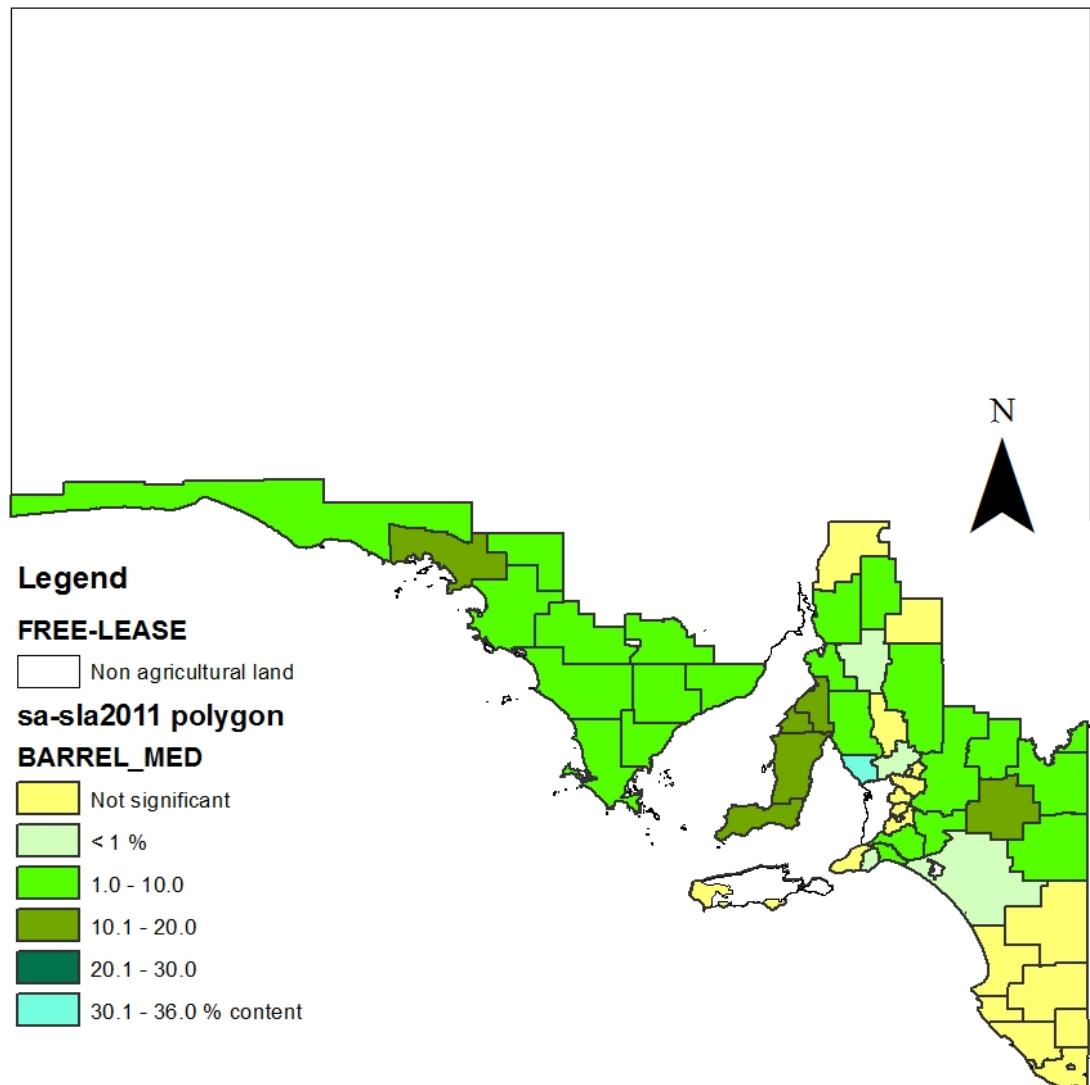 N
Legend
FREE-LEASE
Non agricultural land
sa-sla2011 polygon
BARREL_MED
Not significant
< 1 %
1.0 - 10.0
10.1 - 20.0
20.1 - 30.0
30.1 - 36.0 % content